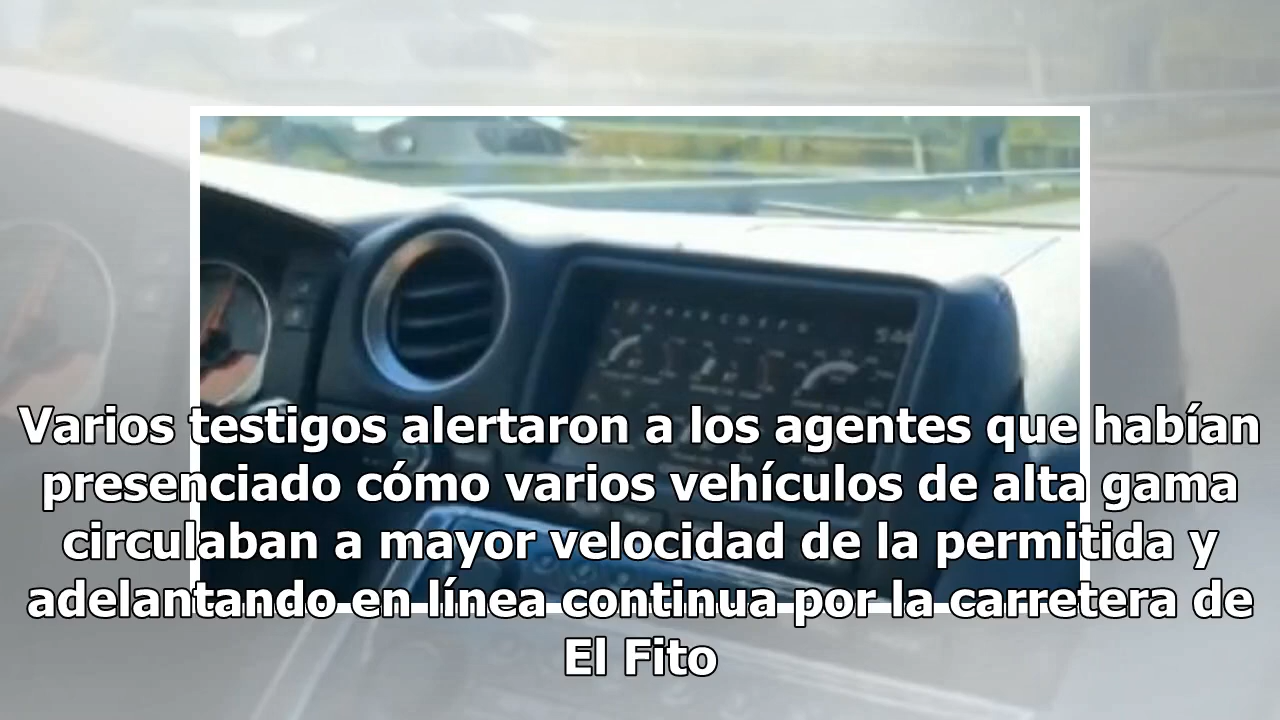 Varios testigos alertaron a los agentes que habían
presenciado cómo varios vehículos de alta gama
circulaban a mayor velocidad de la permitida y
adelantando en línea continua por la carretera de
El Fito